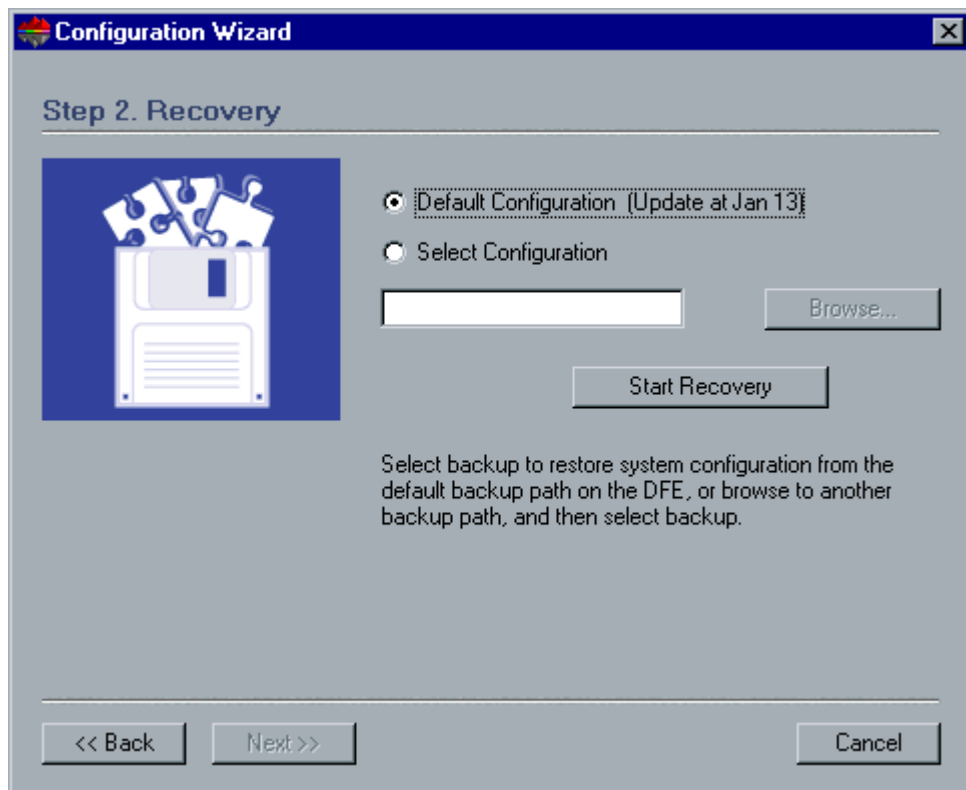 Configuration Wizard
Step 2. Recovery
Default Configuration (Update at Jan 13)
Select Configuration
Browse...
Start Recovery
Select backup to restore system configuration from the
default backup path on the DFE, or browse to another
backup path, and then select backup.
<< Back
Next >>
Cancel